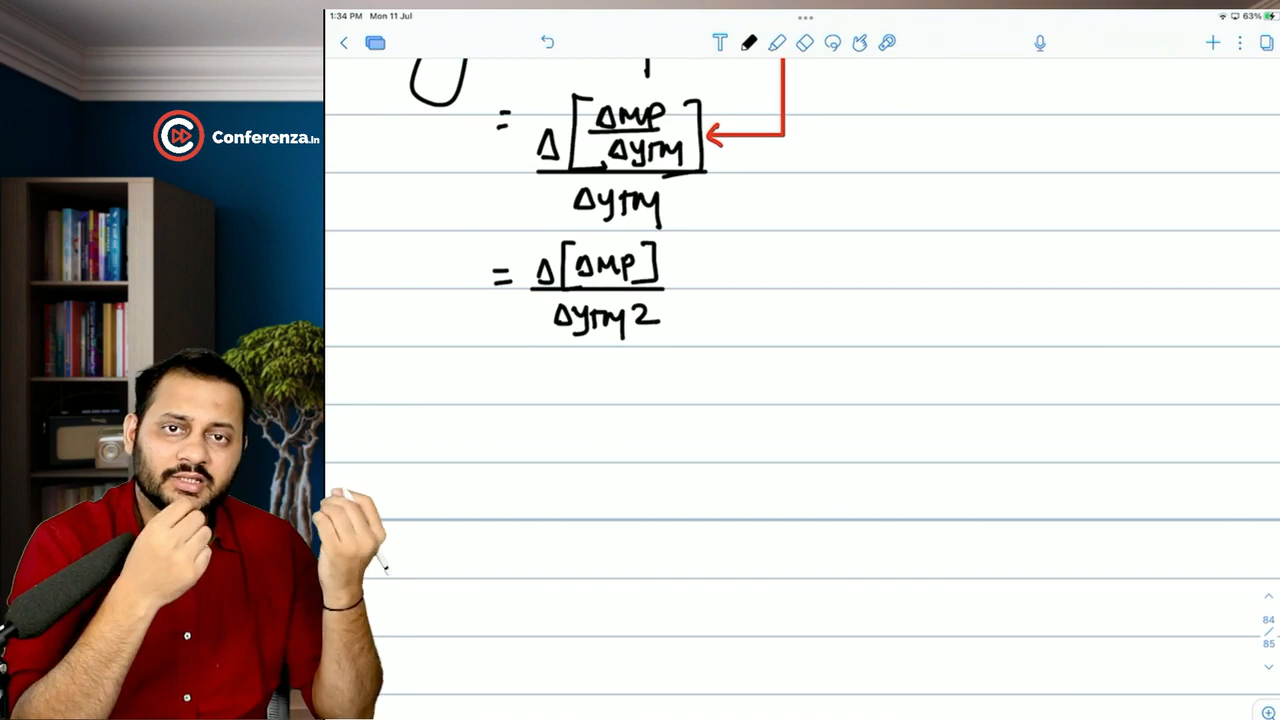 1:34 PM Mon 11 Jul
63%
Conferenza.in
= Δ[ΔMP
ΔYTM]
ΔYTM
= Δ[ΔMP]
ΔYTM2
84
/
85